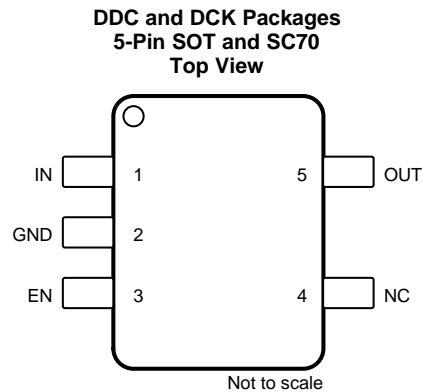 DDC and DCK Packages
5-Pin SOT and SC70
Top View
IN 1 5 OUT
GND 2
EN 3 4 NC
Not to scale